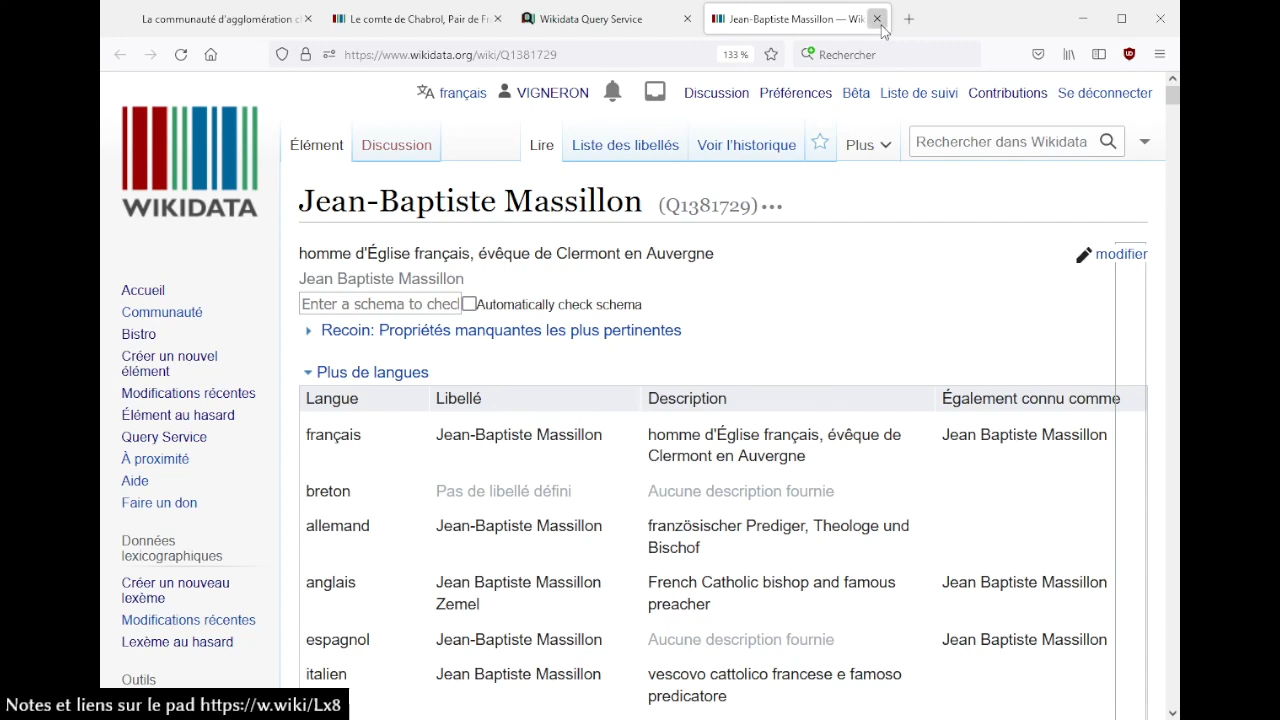 La communauté d'agglomération c
Le comte de Chabrol, Pair de Fr
Wikidata Query Service
Jean-Baptiste Massillon — Wik
https://www.wikidata.org/wiki/Q1381729
133 %
Rechercher
français
VIGNERON
Discussion
Préférences
Bêta
Liste de suivi
Contributions
Se déconnecter
WIKIDATA
Élément
Discussion
Lire
Liste des libellés
Voir l'historique
Plus
Rechercher dans Wikidata
Jean-Baptiste Massillon (Q1381729)
homme d'Église français, évêque de Clermont en Auvergne
modifier
Jean Baptiste Massillon
Enter a schema to chec
Automatically check schema
Recoin: Propriétés manquantes les plus pertinentes
Plus de langues
Langue Libellé Description Également connu comme
français Jean-Baptiste Massillon homme d'Église français, évêque de Jean Baptiste Massillon
Clermont en Auvergne
breton Pas de libellé défini Aucune description fournie
allemand Jean-Baptiste Massillon französischer Prediger, Theologe und
Bischof
anglais Jean Baptiste Massillon French Catholic bishop and famous Jean Baptiste Massillon
Zemel preacher
espagnol Jean-Baptiste Massillon Aucune description fournie Jean Baptiste Massillon
italien Jean Baptiste Massillon vescovo cattolico francese e famoso
predicatore
Accueil
Communauté
Bistro
Créer un nouvel
élément
Modifications récentes
Élément au hasard
Query Service
À proximité
Aide
Faire un don
Données
lexicographiques
Créer un nouveau
lexème
Modifications récentes
Lexème au hasard
Outils
Notes et liens sur le pad https://w.wiki/Lx8